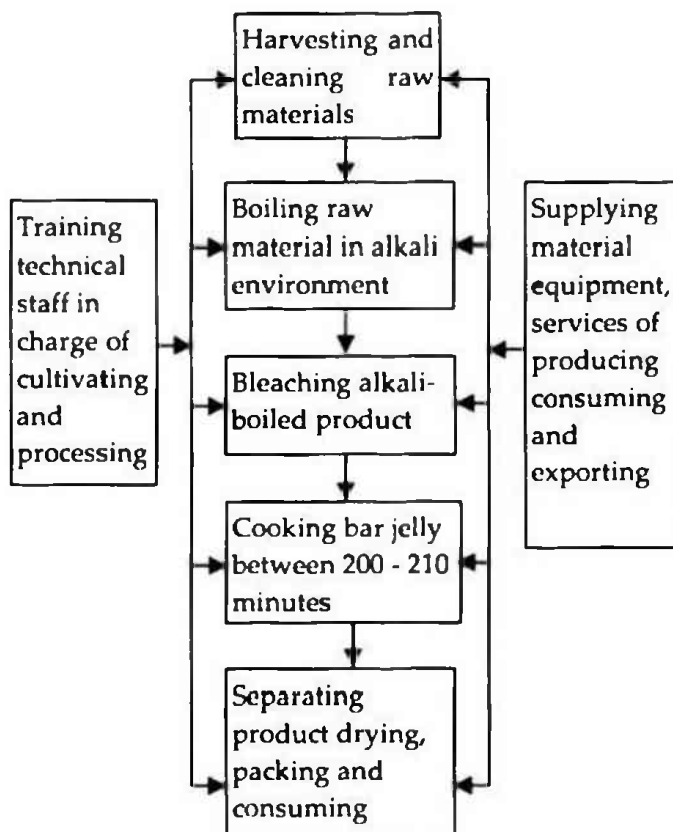 Harvesting and
cleaning raw
materials
Training
technical
staff in
charge of
cultivating
and
processing
Boiling raw
material in alkali
environment
Supplying
material
equipment,
services of
producing
consuming
and
exporting
Bleaching alkali-
boiled product
Cooking bar jelly
between 200 - 210
minutes
Separating
product drying,
packing and
consuming